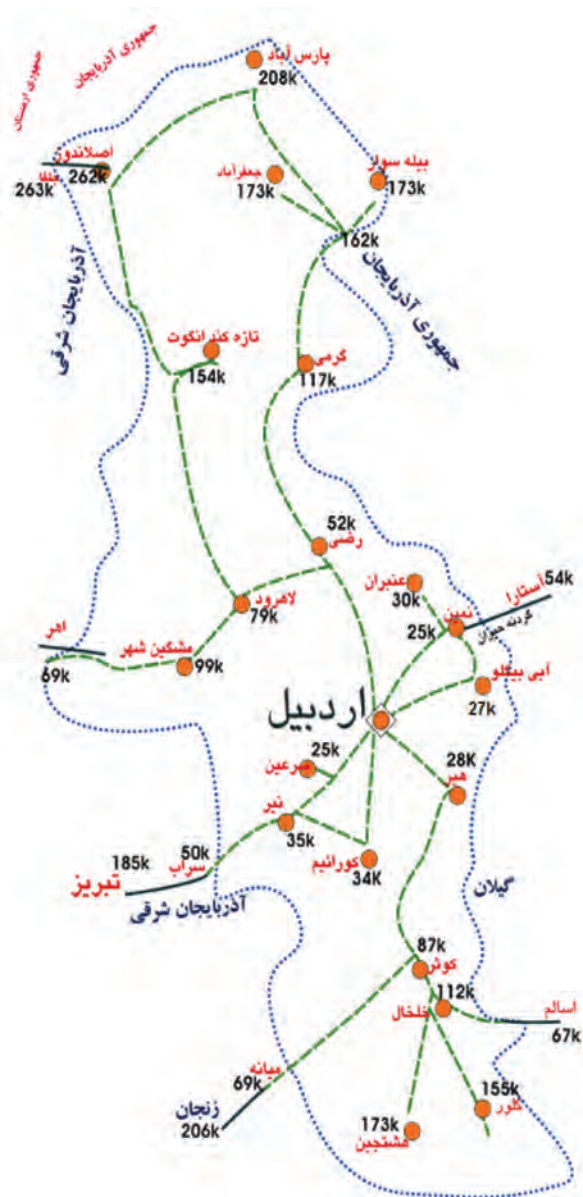 جمهوری آذربایجان
جمهوری ارمنستان
پارس آباد
208k
اصلاندوز
262k
263k
جعفرآباد
173k
بیله سوار
173k
162k
جمهوری آذربایجان
آذربایجان شرقی
تازه کند انگوت
154k
گرمی
117k
52k
رضی
عنبران
30k
نمین
25k
آستارا
54k
گردنه حیران
آبی بیگلو
27k
لاهرود
79k
اهر
69k
مشگین شهر
99k
اردبیل
28K
هیر
25k
سرعین
نیر
35k
کورائیم
34K
50k
سراب
185k
تبریز
آذربایجان شرقی
گیلان
87k
کوثر
112k
خلخال
اسالم
67k
میانه
69k
زنجان
206k
155k
کلور
173k
هشتجین